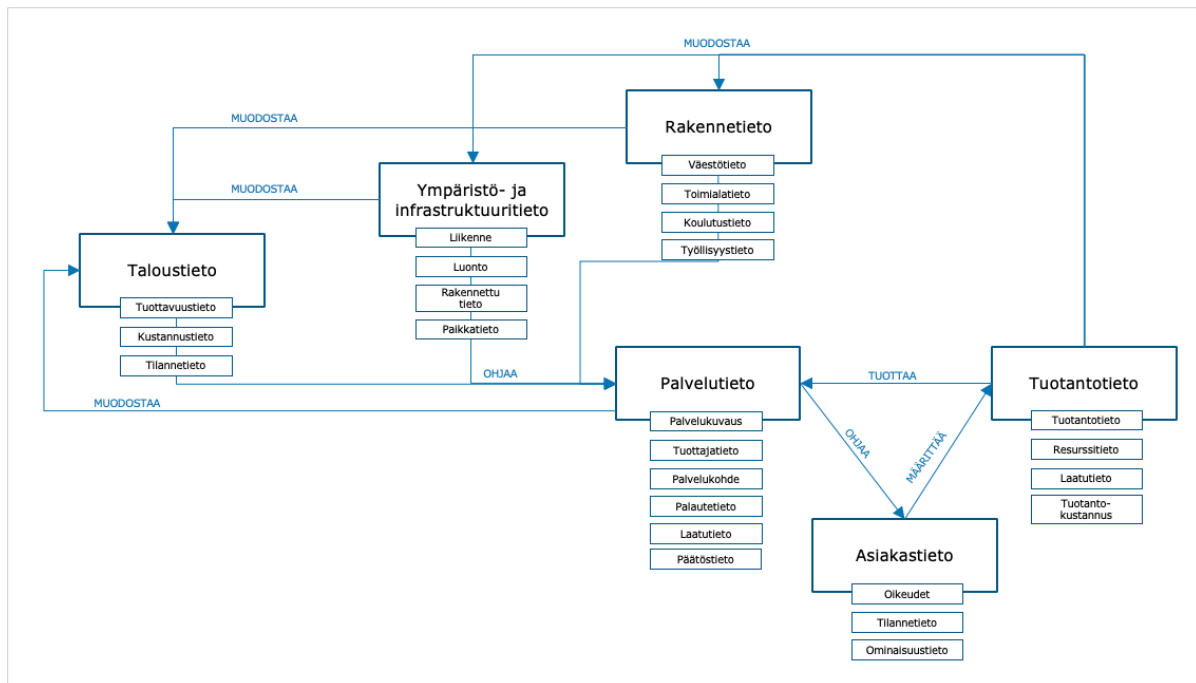 MUODOSTAA
Rakennetieto
Väestötieto
Toimialatieto
Koulutustieto
Työllisyystieto
MUODOSTAA
Ympäristö- ja
infrastruktuuritieto
Liikenne
Luonto
Rakennettu
tieto
Paikkatieto
MUODOSTAA
Taloustieto
Tuottavuustieto
Kustannustieto
Tilannetieto
MUODOSTAA
OHJAA
Palvelutieto
Palvelukuvaus
Tuottajatieto
Palvelukohde
Palautetieto
Laatutieto
Päätöstieto
TUOTTAA
OHJAA
MÄÄRITTÄÄ
Tuotantotieto
Tuotantotieto
Resurssitieto
Laatutieto
Tuotanto-
kustannus
Asiakastieto
Oikeudet
Tilannetieto
Ominaisuustieto